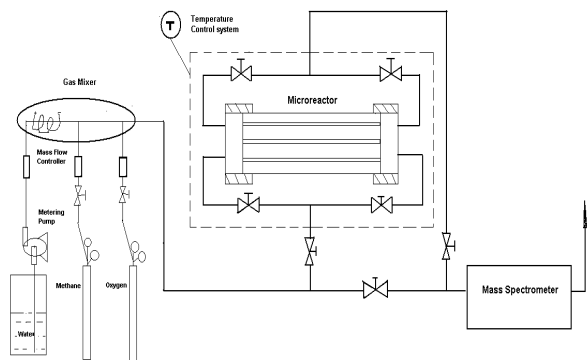 T
Temperature
Control system
Gas Mixer
Microreactor
Mass Flow
Controller
Metering
Pump
Methane
Oxygen
Water
Mass Spectrometer